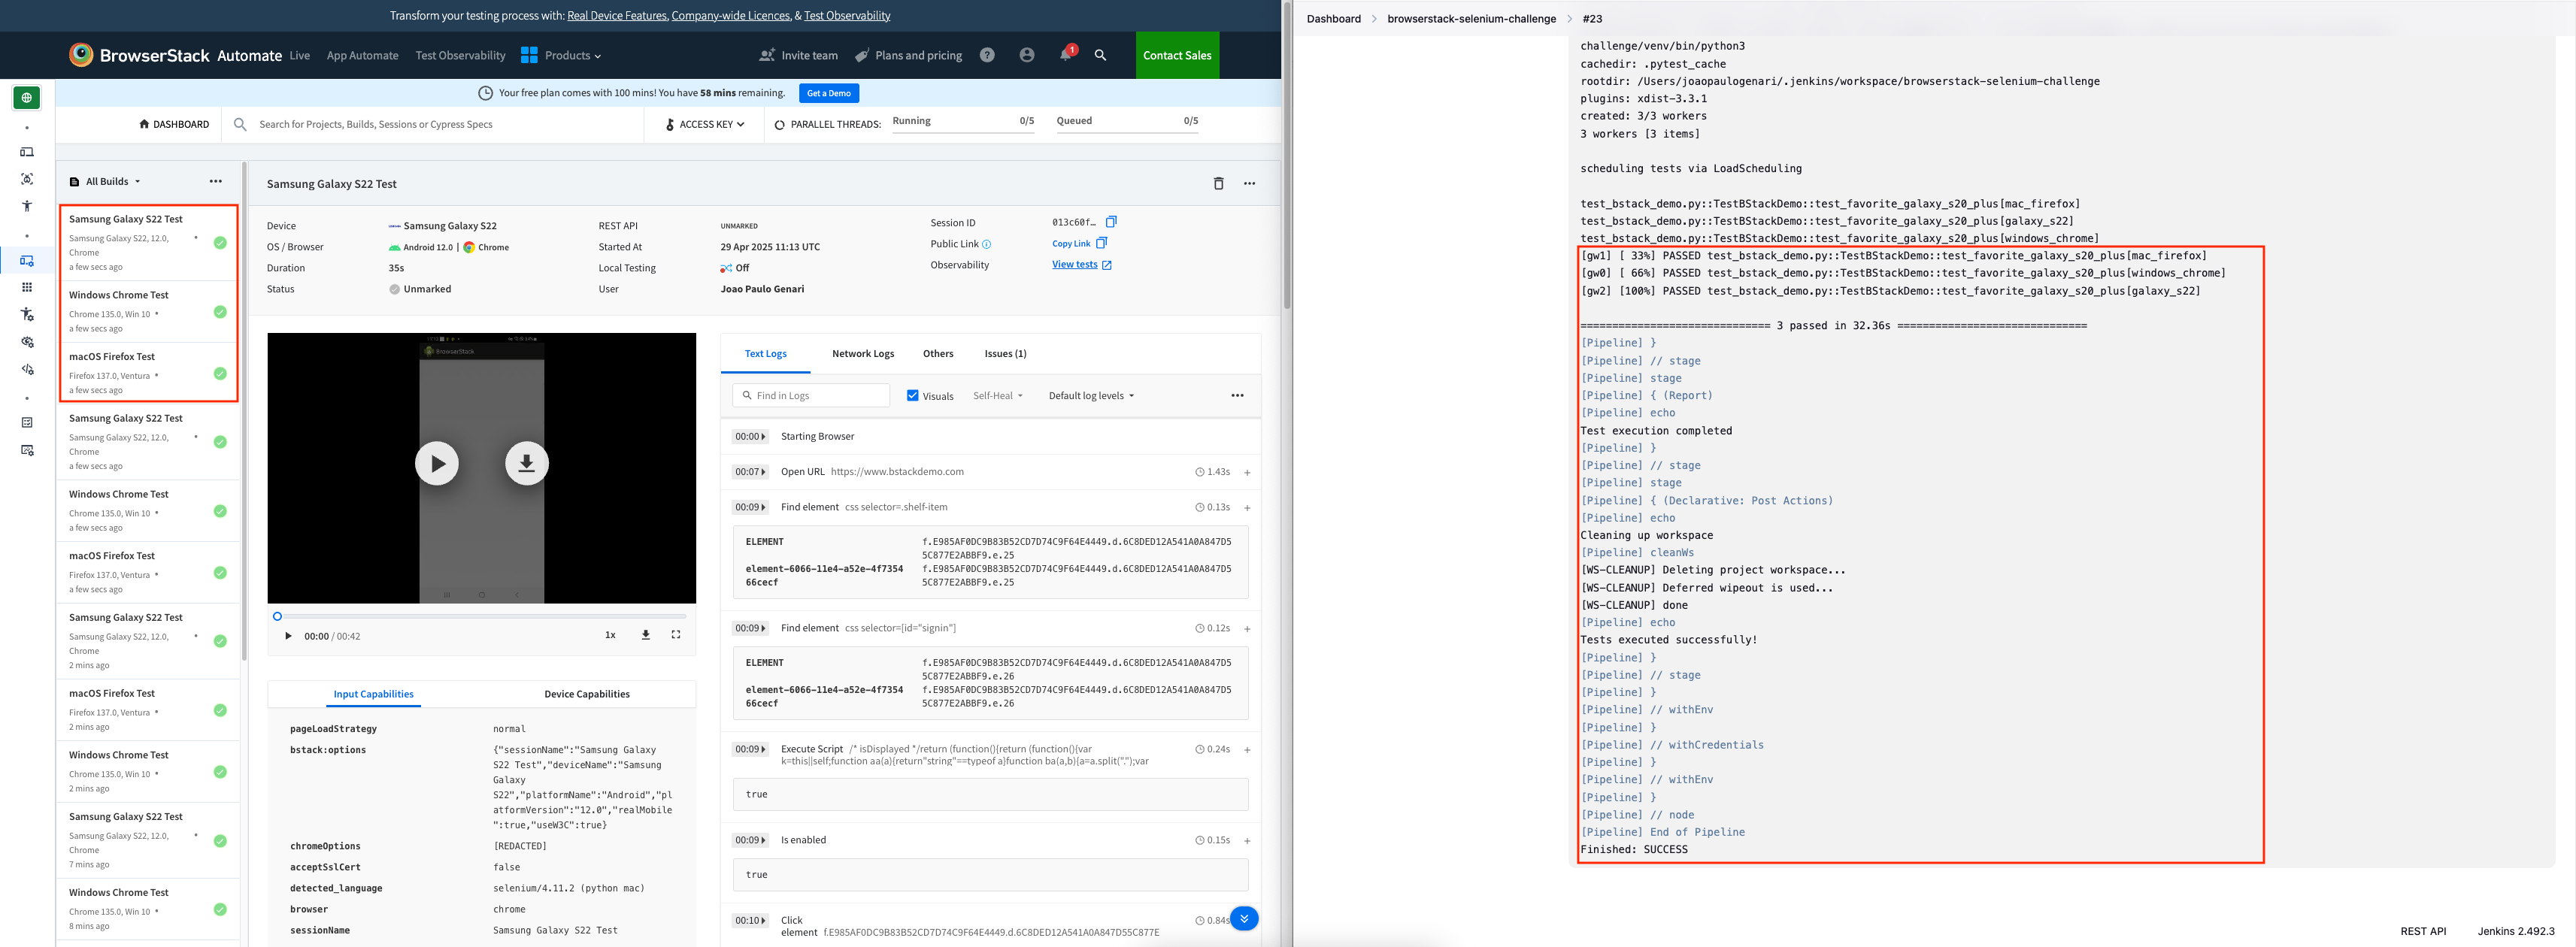 Transform your testing process with: Real Device Features, Company-wide Licences, & Test Observability
BrowserStack Automate Live App Automate Test Observability Products Invite team Plans and pricing ? 1 Contact Sales
Your free plan comes with 100 mins! You have 58 mins remaining. Get a Demo
DASHBOARD Search for Projects, Builds, Sessions or Cypress Specs ACCESS KEY PARALLEL THREADS: Running 0/5 Queued 0/5
All Builds
Samsung Galaxy S22 Test
Samsung Galaxy S22, 12.0,
Chrome
a few secs ago
Windows Chrome Test
Chrome 135.0, Win 10
a few secs ago
macOS Firefox Test
Firefox 137.0, Ventura
a few secs ago
Samsung Galaxy S22 Test
Samsung Galaxy S22, 12.0,
Chrome
a few secs ago
Windows Chrome Test
Chrome 135.0, Win 10
a few secs ago
macOS Firefox Test
Firefox 137.0, Ventura
a few secs ago
Samsung Galaxy S22 Test
Samsung Galaxy S22, 12.0,
Chrome
2 mins ago
macOS Firefox Test
Firefox 137.0, Ventura
2 mins ago
Windows Chrome Test
Chrome 135.0, Win 10
2 mins ago
Samsung Galaxy S22 Test
Samsung Galaxy S22, 12.0,
Chrome
7 mins ago
Windows Chrome Test
Chrome 135.0, Win 10
8 mins ago
Samsung Galaxy S22 Test
Device Samsung Galaxy S22
OS / Browser Android 12.0 | Chrome
Duration 35s
Status Unmarked
REST API UNMARKED
Started At 29 Apr 2025 11:13 UTC
Local Testing Off
User Joao Paulo Genari
Session ID 013c60f...
Public Link Copy Link
Observability View tests
BrowserStack
00:00 / 00:42 1x
Input Capabilities Device Capabilities
pageLoadStrategy normal
bstack:options {"sessionName":"Samsung Galaxy
S22 Test","deviceName":"Samsung
Galaxy
S22","platformName":"Android","pl
atformVersion":"12.0","realMobile
":true,"useW3C":true}
chromeOptions [REDACTED]
acceptSslCert false
detected_language selenium/4.11.2 (python mac)
browser chrome
sessionName Samsung Galaxy S22 Test
Text Logs Network Logs Others Issues (1)
Find in Logs Visuals Self-Heal Default log levels
00:00 Starting Browser
00:07 Open URL https://www.bstackdemo.com 1.43s +
00:09 Find element css selector=.shelf-item 0.13s +
ELEMENT f.E985AF0DC9B83B52CD7D74C9F64E4449.d.6C8DED12A541A0A847D5
5C877E2ABBF9.e.25
element-6066-11e4-a52e-4f7354 f.E985AF0DC9B83B52CD7D74C9F64E4449.d.6C8DED12A541A0A847D5
66cecf 5C877E2ABBF9.e.25
00:09 Find element css selector=[id="signin"] 0.12s +
ELEMENT f.E985AF0DC9B83B52CD7D74C9F64E4449.d.6C8DED12A541A0A847D5
5C877E2ABBF9.e.26
element-6066-11e4-a52e-4f7354 f.E985AF0DC9B83B52CD7D74C9F64E4449.d.6C8DED12A541A0A847D5
66cecf 5C877E2ABBF9.e.26
00:09 Execute Script /* isDisplayed */return (function(){return (function(){var 0.24s +
k=this||self;function aa(a){return"string"==typeof a}function ba(a,b){a=a.split(".");var
true
00:09 Is enabled 0.15s +
true
00:10 Click 0.84s
element f.E985AF0DC9B83B52CD7D74C9F64E4449.d.6C8DED12A541A0A847D55C877E
Dashboard > browserstack-selenium-challenge > #23
challenge/venv/bin/python3
cachedir: .pytest_cache
rootdir: /Users/joaopaulogenari/.jenkins/workspace/browserstack-selenium-challenge
plugins: xdist-3.3.1
created: 3/3 workers
3 workers [3 items]
scheduling tests via LoadScheduling
test_bstack_demo.py::TestBStackDemo::test_favorite_galaxy_s20_plus[mac_firefox]
test_bstack_demo.py::TestBStackDemo::test_favorite_galaxy_s20_plus[galaxy_s22]
test_bstack_demo.py::TestBStackDemo::test_favorite_galaxy_s20_plus[windows_chrome]
[gw1] [ 33%] PASSED test_bstack_demo.py::TestBStackDemo::test_favorite_galaxy_s20_plus[mac_firefox]
[gw0] [ 66%] PASSED test_bstack_demo.py::TestBStackDemo::test_favorite_galaxy_s20_plus[windows_chrome]
[gw2] [100%] PASSED test_bstack_demo.py::TestBStackDemo::test_favorite_galaxy_s20_plus[galaxy_s22]
============================== 3 passed in 32.36s ==============================
[Pipeline] }
[Pipeline] // stage
[Pipeline] stage
[Pipeline] { (Report)
[Pipeline] echo
Test execution completed
[Pipeline] }
[Pipeline] // stage
[Pipeline] stage
[Pipeline] { (Declarative: Post Actions)
[Pipeline] echo
Cleaning up workspace
[Pipeline] cleanWs
[WS-CLEANUP] Deleting project workspace...
[WS-CLEANUP] Deferred wipeout is used...
[WS-CLEANUP] done
[Pipeline] echo
Tests executed successfully!
[Pipeline] }
[Pipeline] // stage
[Pipeline] }
[Pipeline] // withEnv
[Pipeline] }
[Pipeline] // withCredentials
[Pipeline] }
[Pipeline] // withEnv
[Pipeline] }
[Pipeline] // node
[Pipeline] End of Pipeline
Finished: SUCCESS
REST API Jenkins 2.492.3